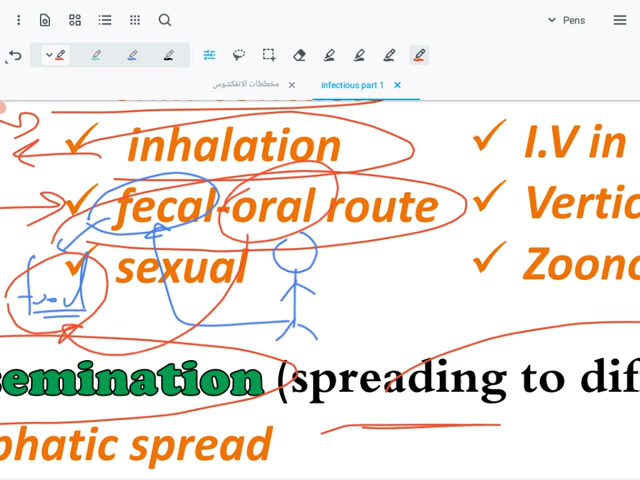 Pens
مخططات الانفكشوس
infectious part 1
inhalation
I.V in
fecal-oral route
Vertic
sexual
Zoono
food
semination (spreading to dif
phatic spread